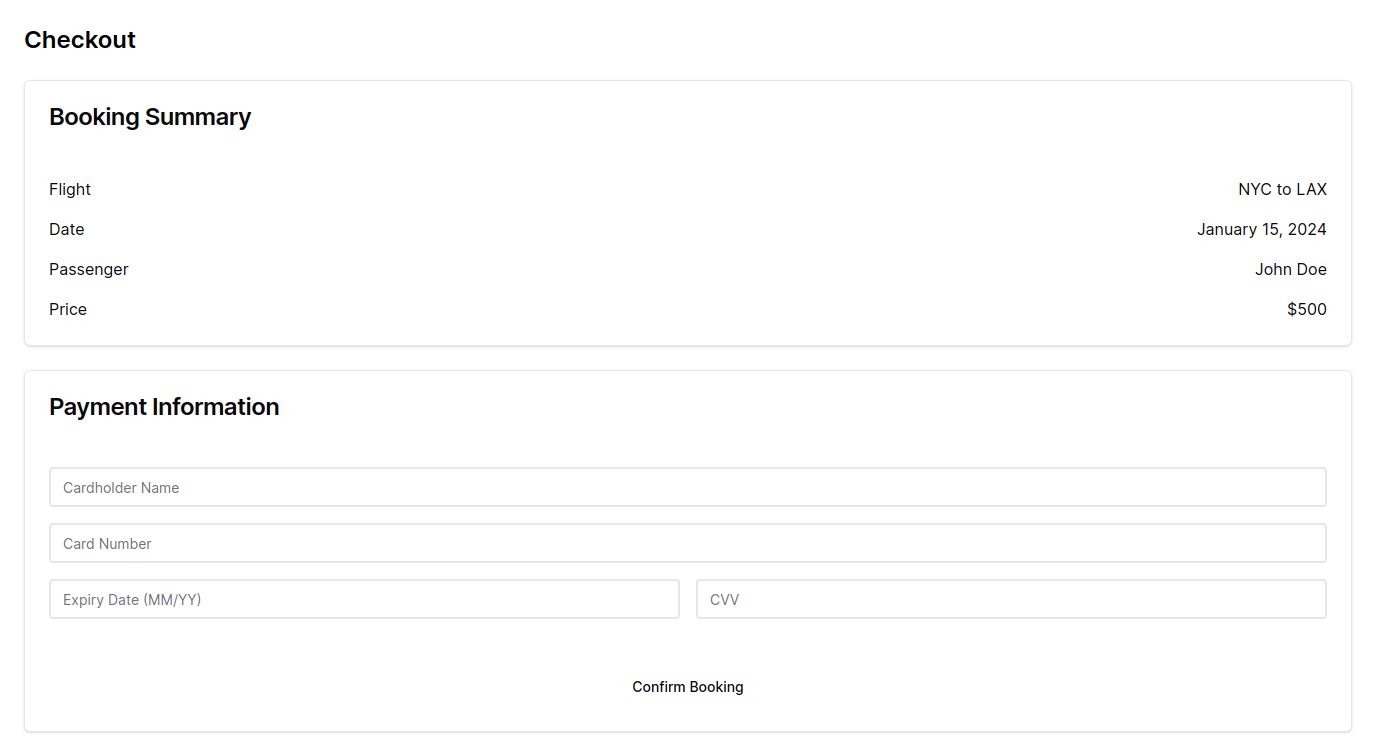 Checkout
Booking Summary
Flight NYC to LAX
Date January 15, 2024
Passenger John Doe
Price $500
Payment Information
Cardholder Name
Card Number
Expiry Date (MM/YY) CVV
Confirm Booking